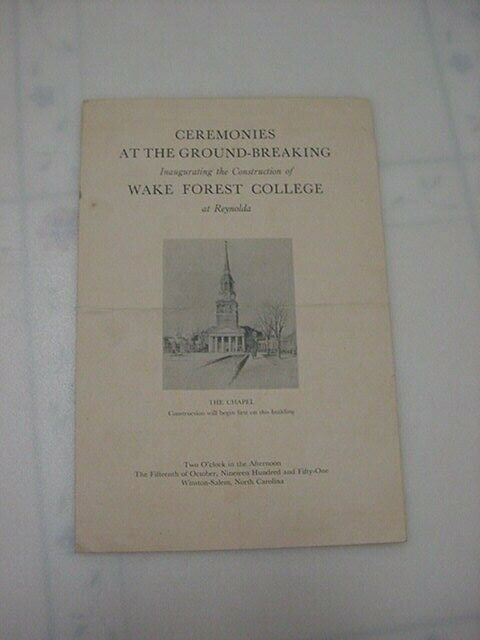 CEREMONIES
AT THE GROUND-BREAKING
Inaugurating the Construction of
WAKE FOREST COLLEGE
at Reynolda
THE CHAPEL
Construction will begin first on this building
Two O'clock in the Afternoon
The Fifteenth of October, Nineteen Hundred and Fifty-One
Winston-Salem, North Carolina